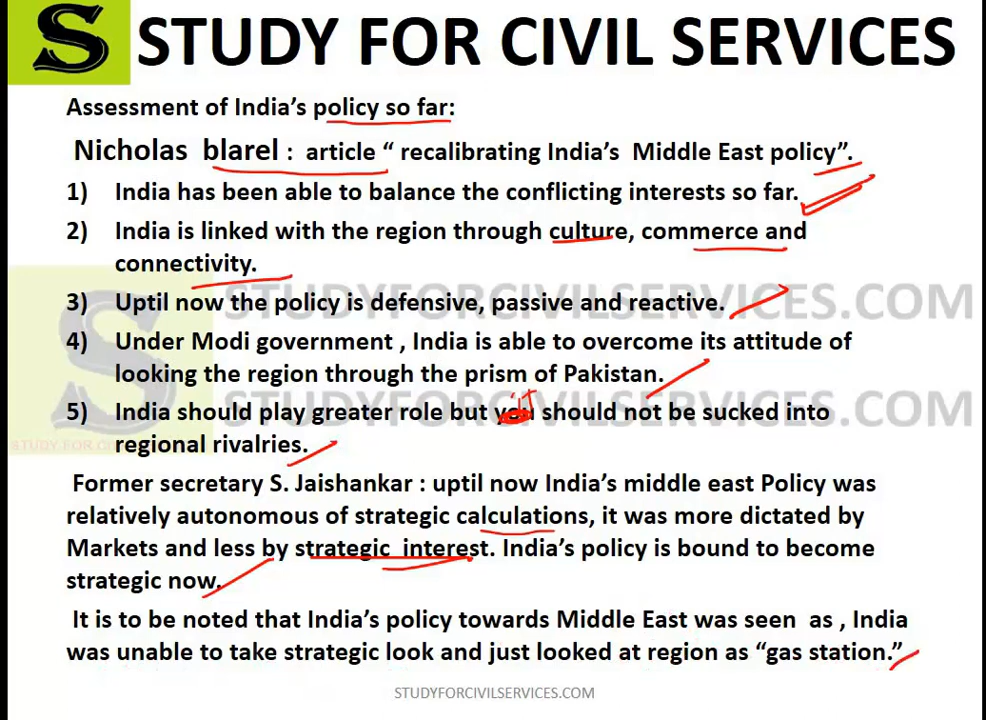 S STUDY FOR CIVIL SERVICES
Assessment of India's policy so far:
Nicholas blarel : article " recalibrating India's Middle East policy".
1) India has been able to balance the conflicting interests so far.
2) India is linked with the region through culture, commerce and
connectivity.
STUDYFORCIVILSERVICES.COM
3) Uptil now the policy is defensive, passive and reactive.
4) Under Modi government , India is able to overcome its attitude of
looking the region through the prism of Pakistan.
it
5) India should play greater role but should not be sucked into
STUDYFORCIVILSERVICES.COM
regional rivalries.
Former secretary S. Jaishankar : uptil now India's middle east Policy was
relatively autonomous of strategic calculations, it was more dictated by
Markets and less by strategic interest. India's policy is bound to become
strategic now.
It is to be noted that India's policy towards Middle East was seen as , India
was unable to take strategic look and just looked at region as "gas station."
STUDYFORCIVILSERVICES.COM